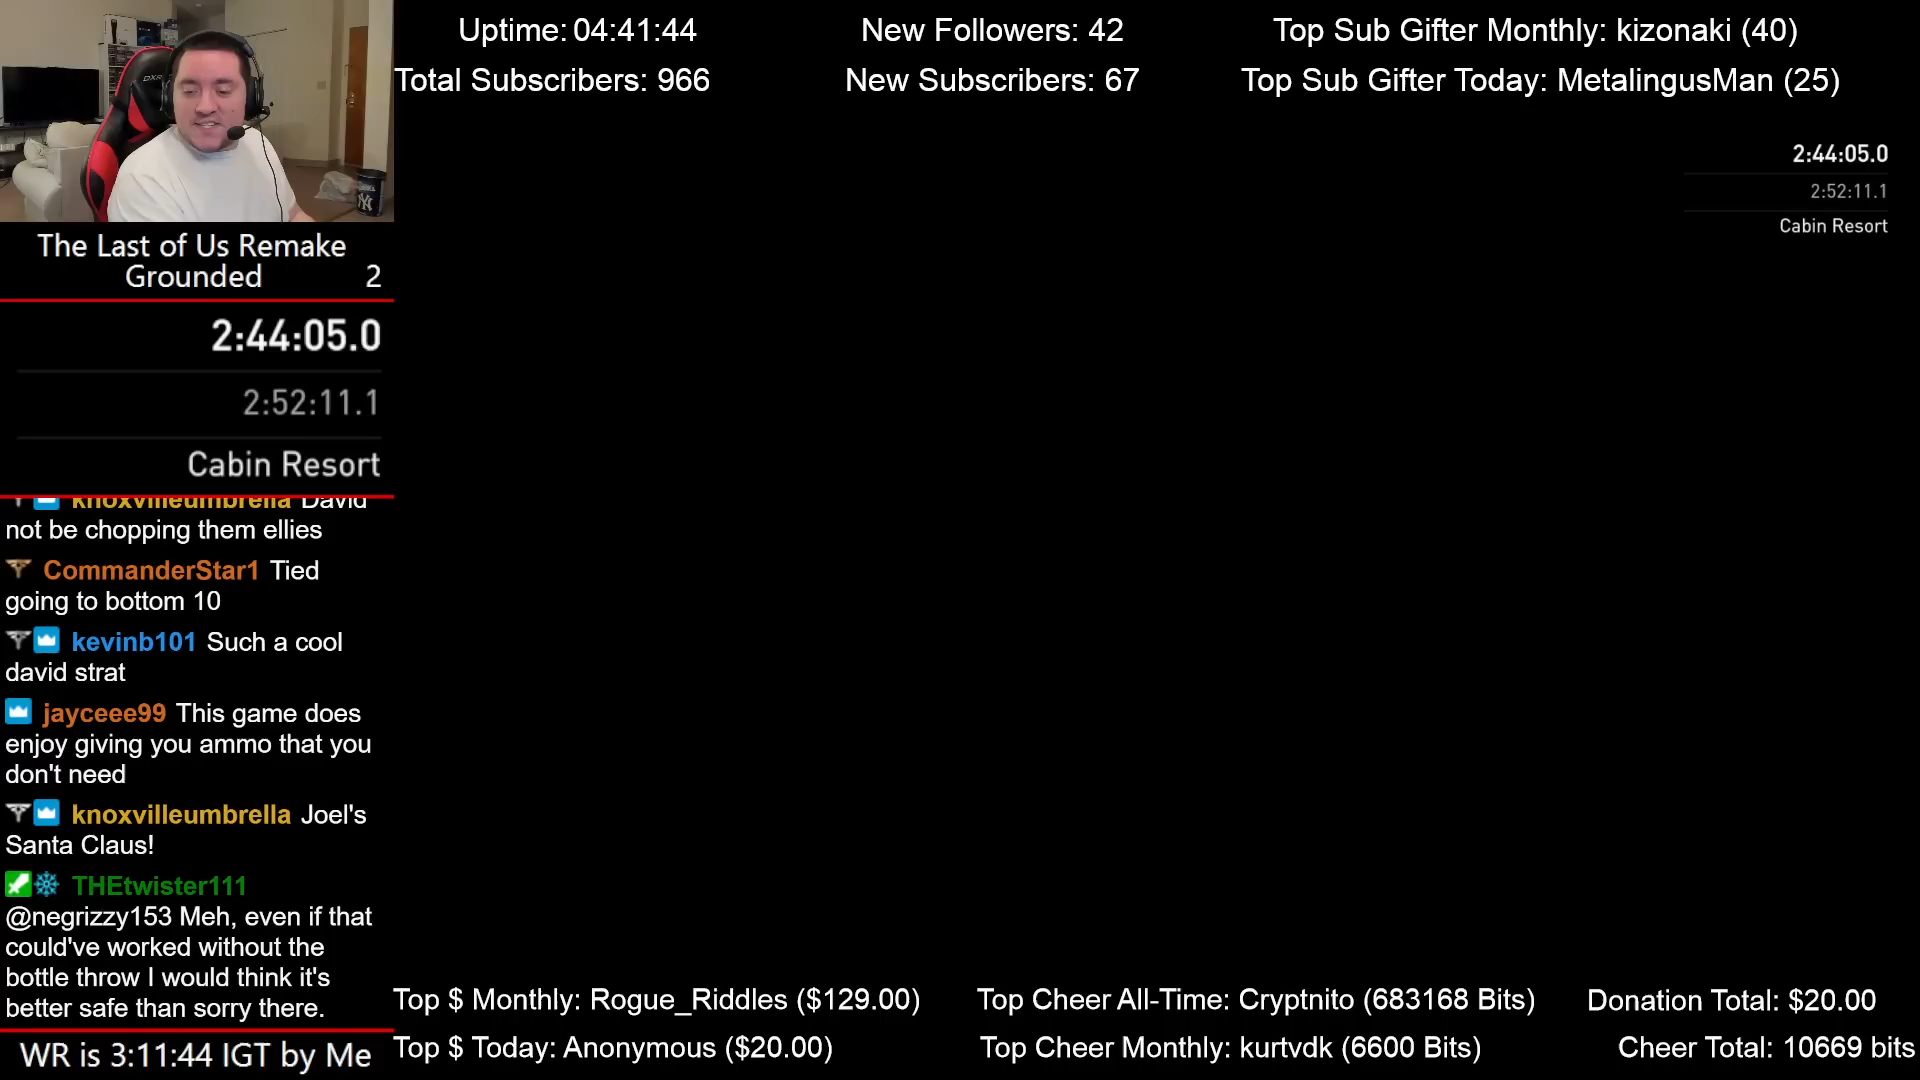 Uptime: 04:41:44
New Followers: 42
Top Sub Gifter Monthly: kizonaki (40)
Total Subscribers: 966
New Subscribers: 67
Top Sub Gifter Today: MetalingusMan (25)
2:44:05.0
2:52:11.1
Cabin Resort
The Last of Us Remake
Grounded 2
2:44:05.0
2:52:11.1
Cabin Resort
knoxvilleumbrella David
not be chopping them ellies
CommanderStar1 Tied
going to bottom 10
kevinb101 Such a cool
david strat
jayceee99 This game does
enjoy giving you ammo that you
don't need
knoxvilleumbrella Joel's
Santa Claus!
THEtwister111
@negrizzy153 Meh, even if that
could've worked without the
bottle throw I would think it's
better safe than sorry there.
WR is 3:11:44 IGT by Me
Top $ Monthly: Rogue_Riddles ($129.00)
Top Cheer All-Time: Cryptnito (683168 Bits)
Donation Total: $20.00
Top $ Today: Anonymous ($20.00)
Top Cheer Monthly: kurtvdk (6600 Bits)
Cheer Total: 10669 bits